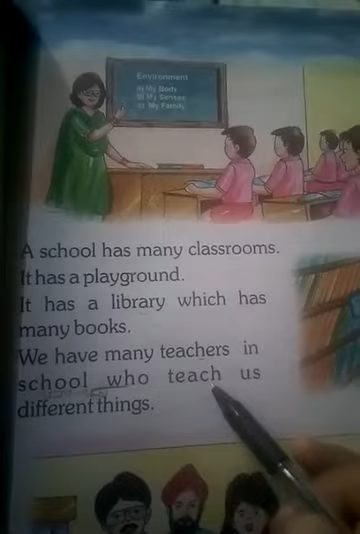 Environment
a) My Body
b) My Senses
c) My Family
A school has many classrooms.
It has a playground.
It has a library which has
many books.
We have many teachers in
school who teach us
different things.